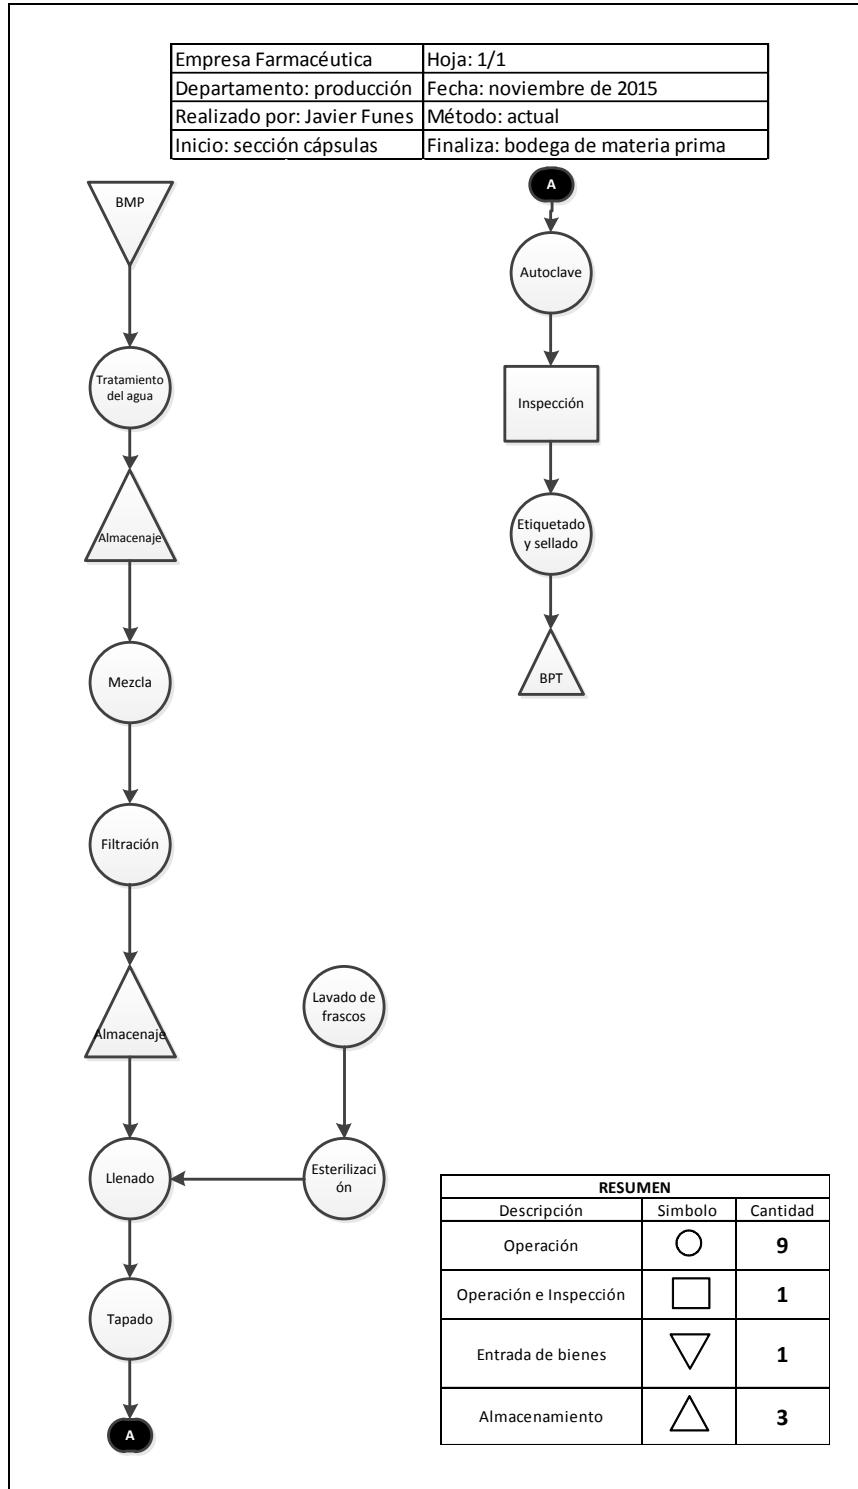 Empresa Farmacéutica
Hoja: 1/1
Departamento: producción
Fecha: noviembre de 2015
Realizado por: Javier Funes
Método: actual
Inicio: sección cápsulas
Finaliza: bodega de materia prima
BMP
Tratamiento
del agua
Almacenaje
Mezcla
Filtración
Almacenaje
Lavado de
frascos
Esterilizaci
ón
Llenado
Tapado
A
A
Autoclave
Inspección
Etiquetado
y sellado
BPT
RESUMEN
Descripción
Simbolo
Cantidad
Operación
9
Operación e Inspección
1
Entrada de bienes
1
Almacenamiento
3